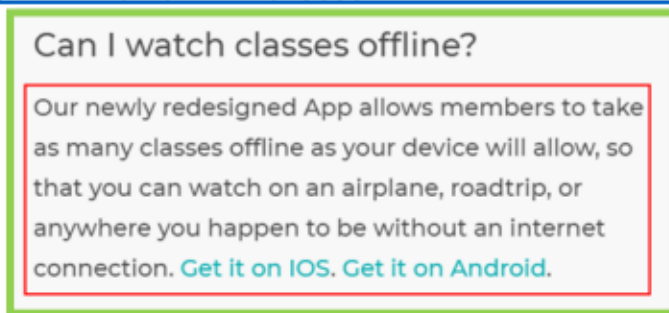 Can I watch classes offline?
Our newly redesigned App allows members to take
as many classes offline as your device will allow, so
that you can watch on an airplane, roadtrip, or
anywhere you happen to be without an internet
connection. Get it on IOS. Get it on Android.